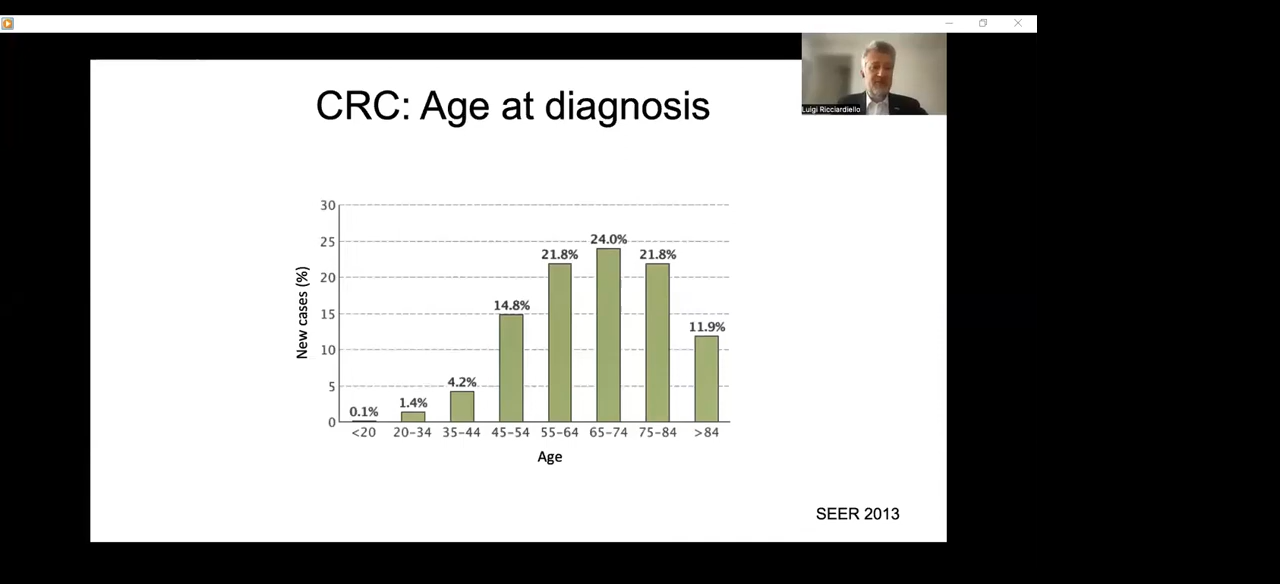 CRC: Age at diagnosis
Luigi Ricciardiello
New cases (%)
30
25
20
15
10
5
0
0.1%
1.4%
4.2%
14.8%
21.8%
24.0%
21.8%
11.9%
<20 20-34 35-44 45-54 55-64 65-74 75-84 >84
Age
SEER 2013